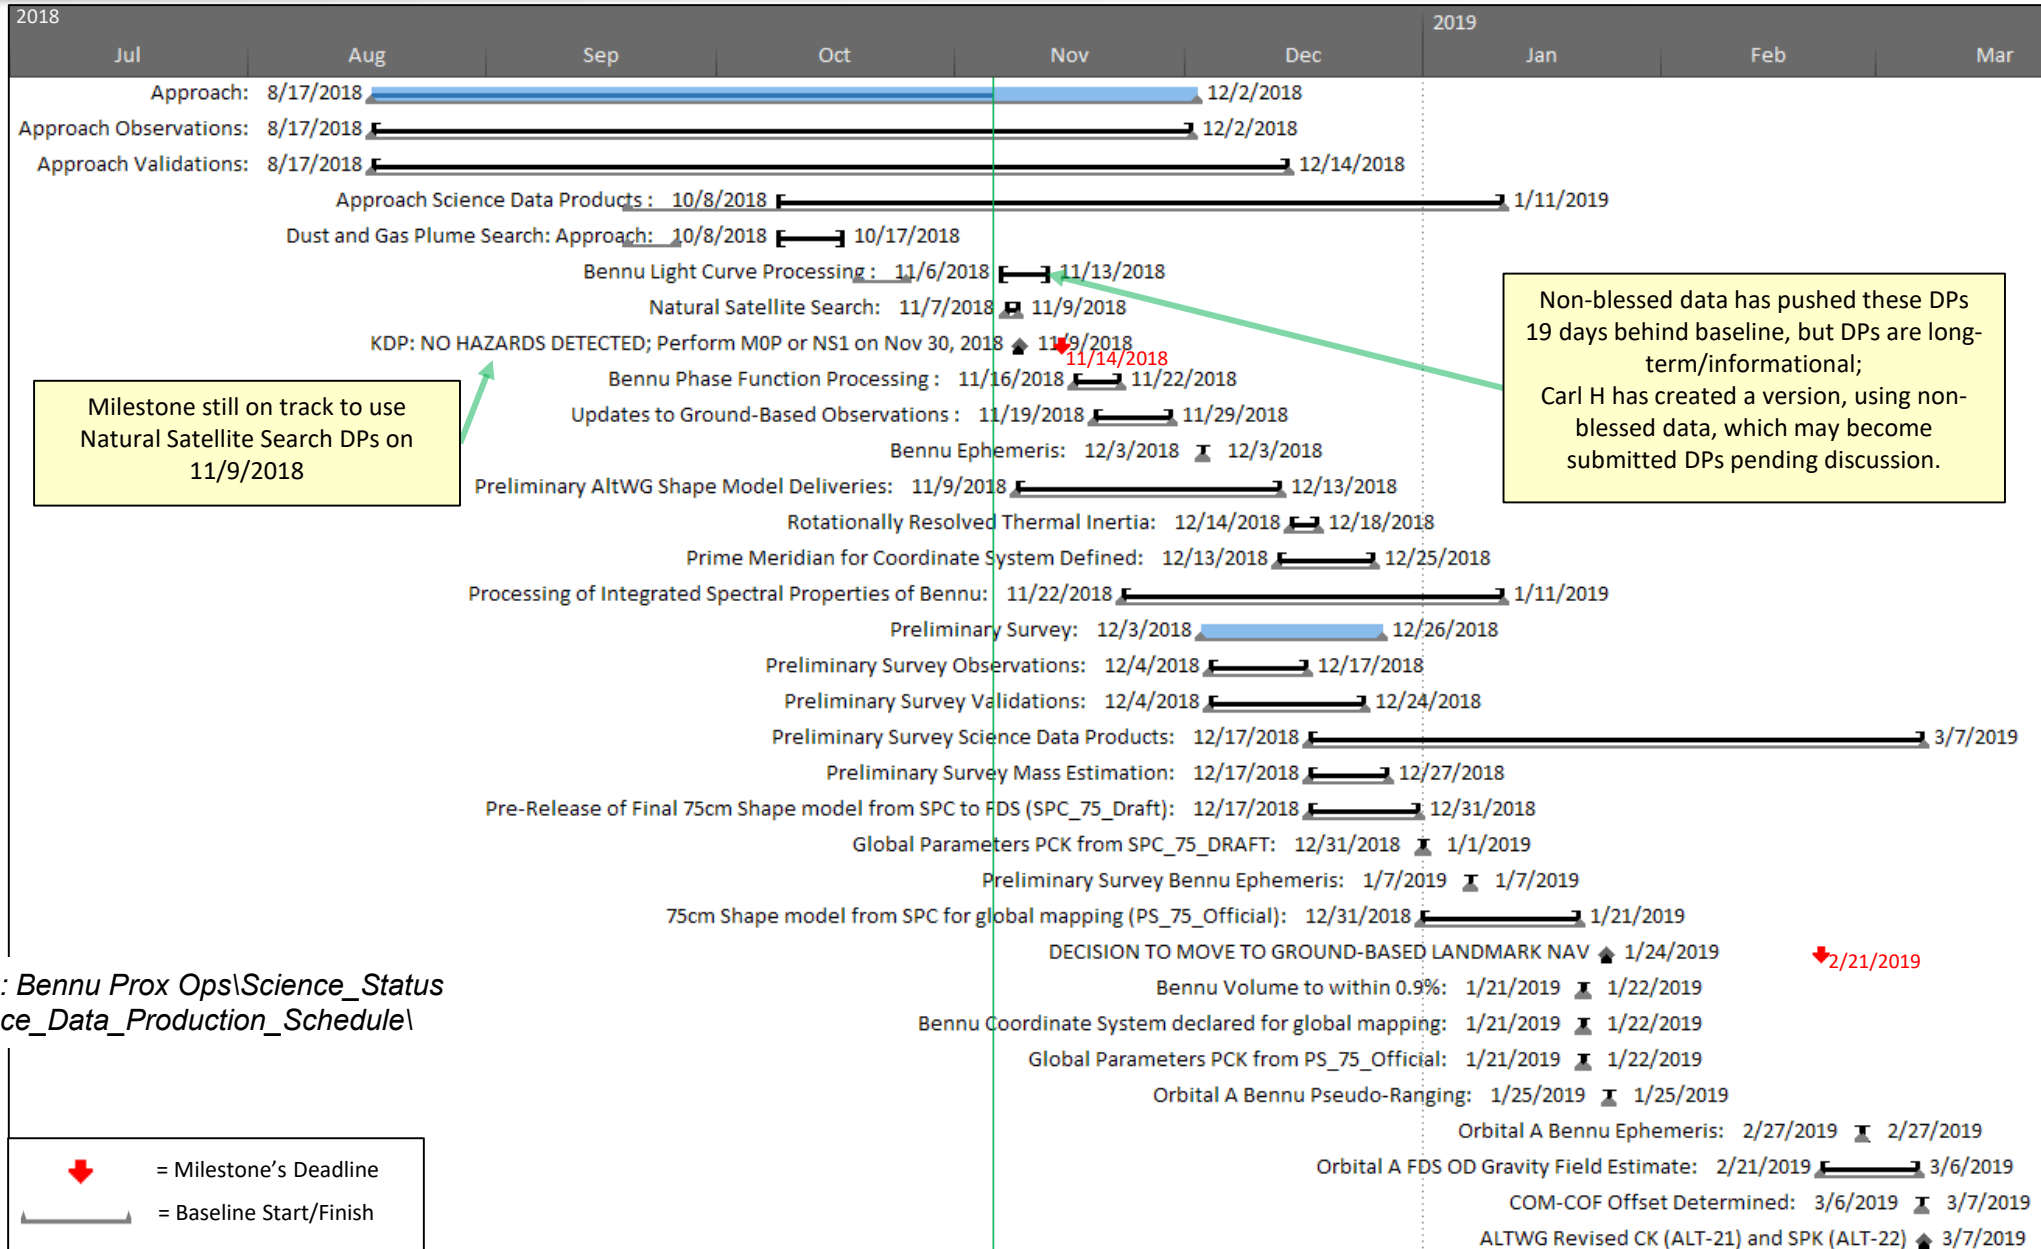 2018
2019
Jul Aug Sep Oct Nov Dec Jan Feb Mar
Approach: 8/17/2018 12/2/2018
Approach Observations: 8/17/2018 12/2/2018
Approach Validations: 8/17/2018 12/14/2018
Approach Science Data Products : 10/8/2018 1/11/2019
Dust and Gas Plume Search: Approach: 10/8/2018 10/17/2018
Bennu Light Curve Processing : 11/6/2018 11/13/2018
Natural Satellite Search: 11/7/2018 11/9/2018
KDP: NO HAZARDS DETECTED; Perform M0P or NS1 on Nov 30, 2018 11/9/2018
11/14/2018
Bennu Phase Function Processing : 11/16/2018 11/22/2018
Updates to Ground-Based Observations : 11/19/2018 11/29/2018
Bennu Ephemeris: 12/3/2018 12/3/2018
Preliminary AltWG Shape Model Deliveries: 11/9/2018 12/13/2018
Rotationally Resolved Thermal Inertia: 12/14/2018 12/18/2018
Prime Meridian for Coordinate System Defined: 12/13/2018 12/25/2018
Processing of Integrated Spectral Properties of Bennu: 11/22/2018 1/11/2019
Preliminary Survey: 12/3/2018 12/26/2018
Preliminary Survey Observations: 12/4/2018 12/17/2018
Preliminary Survey Validations: 12/4/2018 12/24/2018
Preliminary Survey Science Data Products: 12/17/2018 3/7/2019
Preliminary Survey Mass Estimation: 12/17/2018 12/27/2018
Pre-Release of Final 75cm Shape model from SPC to FDS (SPC_75_Draft): 12/17/2018 12/31/2018
Global Parameters PCK from SPC_75_DRAFT: 12/31/2018 1/1/2019
Preliminary Survey Bennu Ephemeris: 1/7/2019 1/7/2019
75cm Shape model from SPC for global mapping (PS_75_Official): 12/31/2018 1/21/2019
DECISION TO MOVE TO GROUND-BASED LANDMARK NAV 1/24/2019
2/21/2019
Bennu Volume to within 0.9%: 1/21/2019 1/22/2019
Bennu Coordinate System declared for global mapping: 1/21/2019 1/22/2019
Global Parameters PCK from PS_75_Official: 1/21/2019 1/22/2019
Orbital A Bennu Pseudo-Ranging: 1/25/2019 1/25/2019
Orbital A Bennu Ephemeris: 2/27/2019 2/27/2019
Orbital A FDS OD Gravity Field Estimate: 2/21/2019 3/6/2019
COM-COF Offset Determined: 3/6/2019 3/7/2019
ALTWG Revised CK (ALT-21) and SPK (ALT-22) 3/7/2019
Milestone still on track to use
Natural Satellite Search DPs on
11/9/2018
Non-blessed data has pushed these DPs
19 days behind baseline, but DPs are long-
term/informational;
Carl H has created a version, using non-
blessed data, which may become
submitted DPs pending discussion.
: Bennu Prox Ops\Science_Status
ce_Data_Production_Schedule\
= Milestone's Deadline
= Baseline Start/Finish